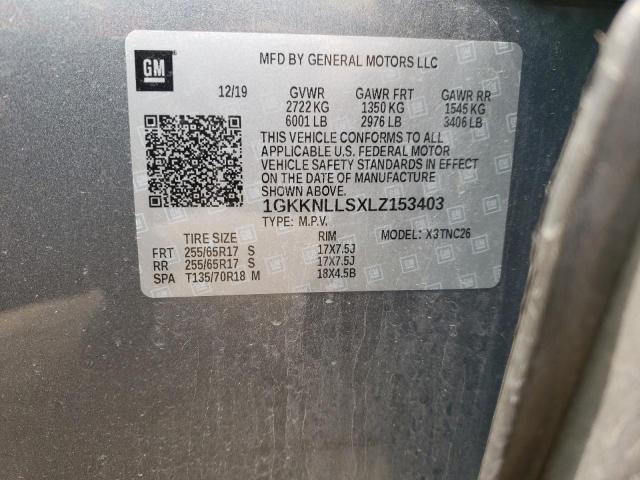 GM
MFD BY GENERAL MOTORS LLC
12/19 GVWR GAWR FRT GAWR RR
2722 KG 1350 KG 1545 KG
6001 LB 2976 LB 3406 LB
THIS VEHICLE CONFORMS TO ALL
APPLICABLE U.S. FEDERAL MOTOR
VEHICLE SAFETY STANDARDS IN EFFECT
ON THE DATE OF MANUFACTURE
SHOWN ABOVE.
1GKKNLLSXLZ153403
TYPE: M.P.V. MODEL: X3TNC26
TIRE SIZE RIM
FRT 255/65R17 S 17X7.5J
RR 255/65R17 S 17X7.5J
SPA T135/70R18 M 18X4.5B